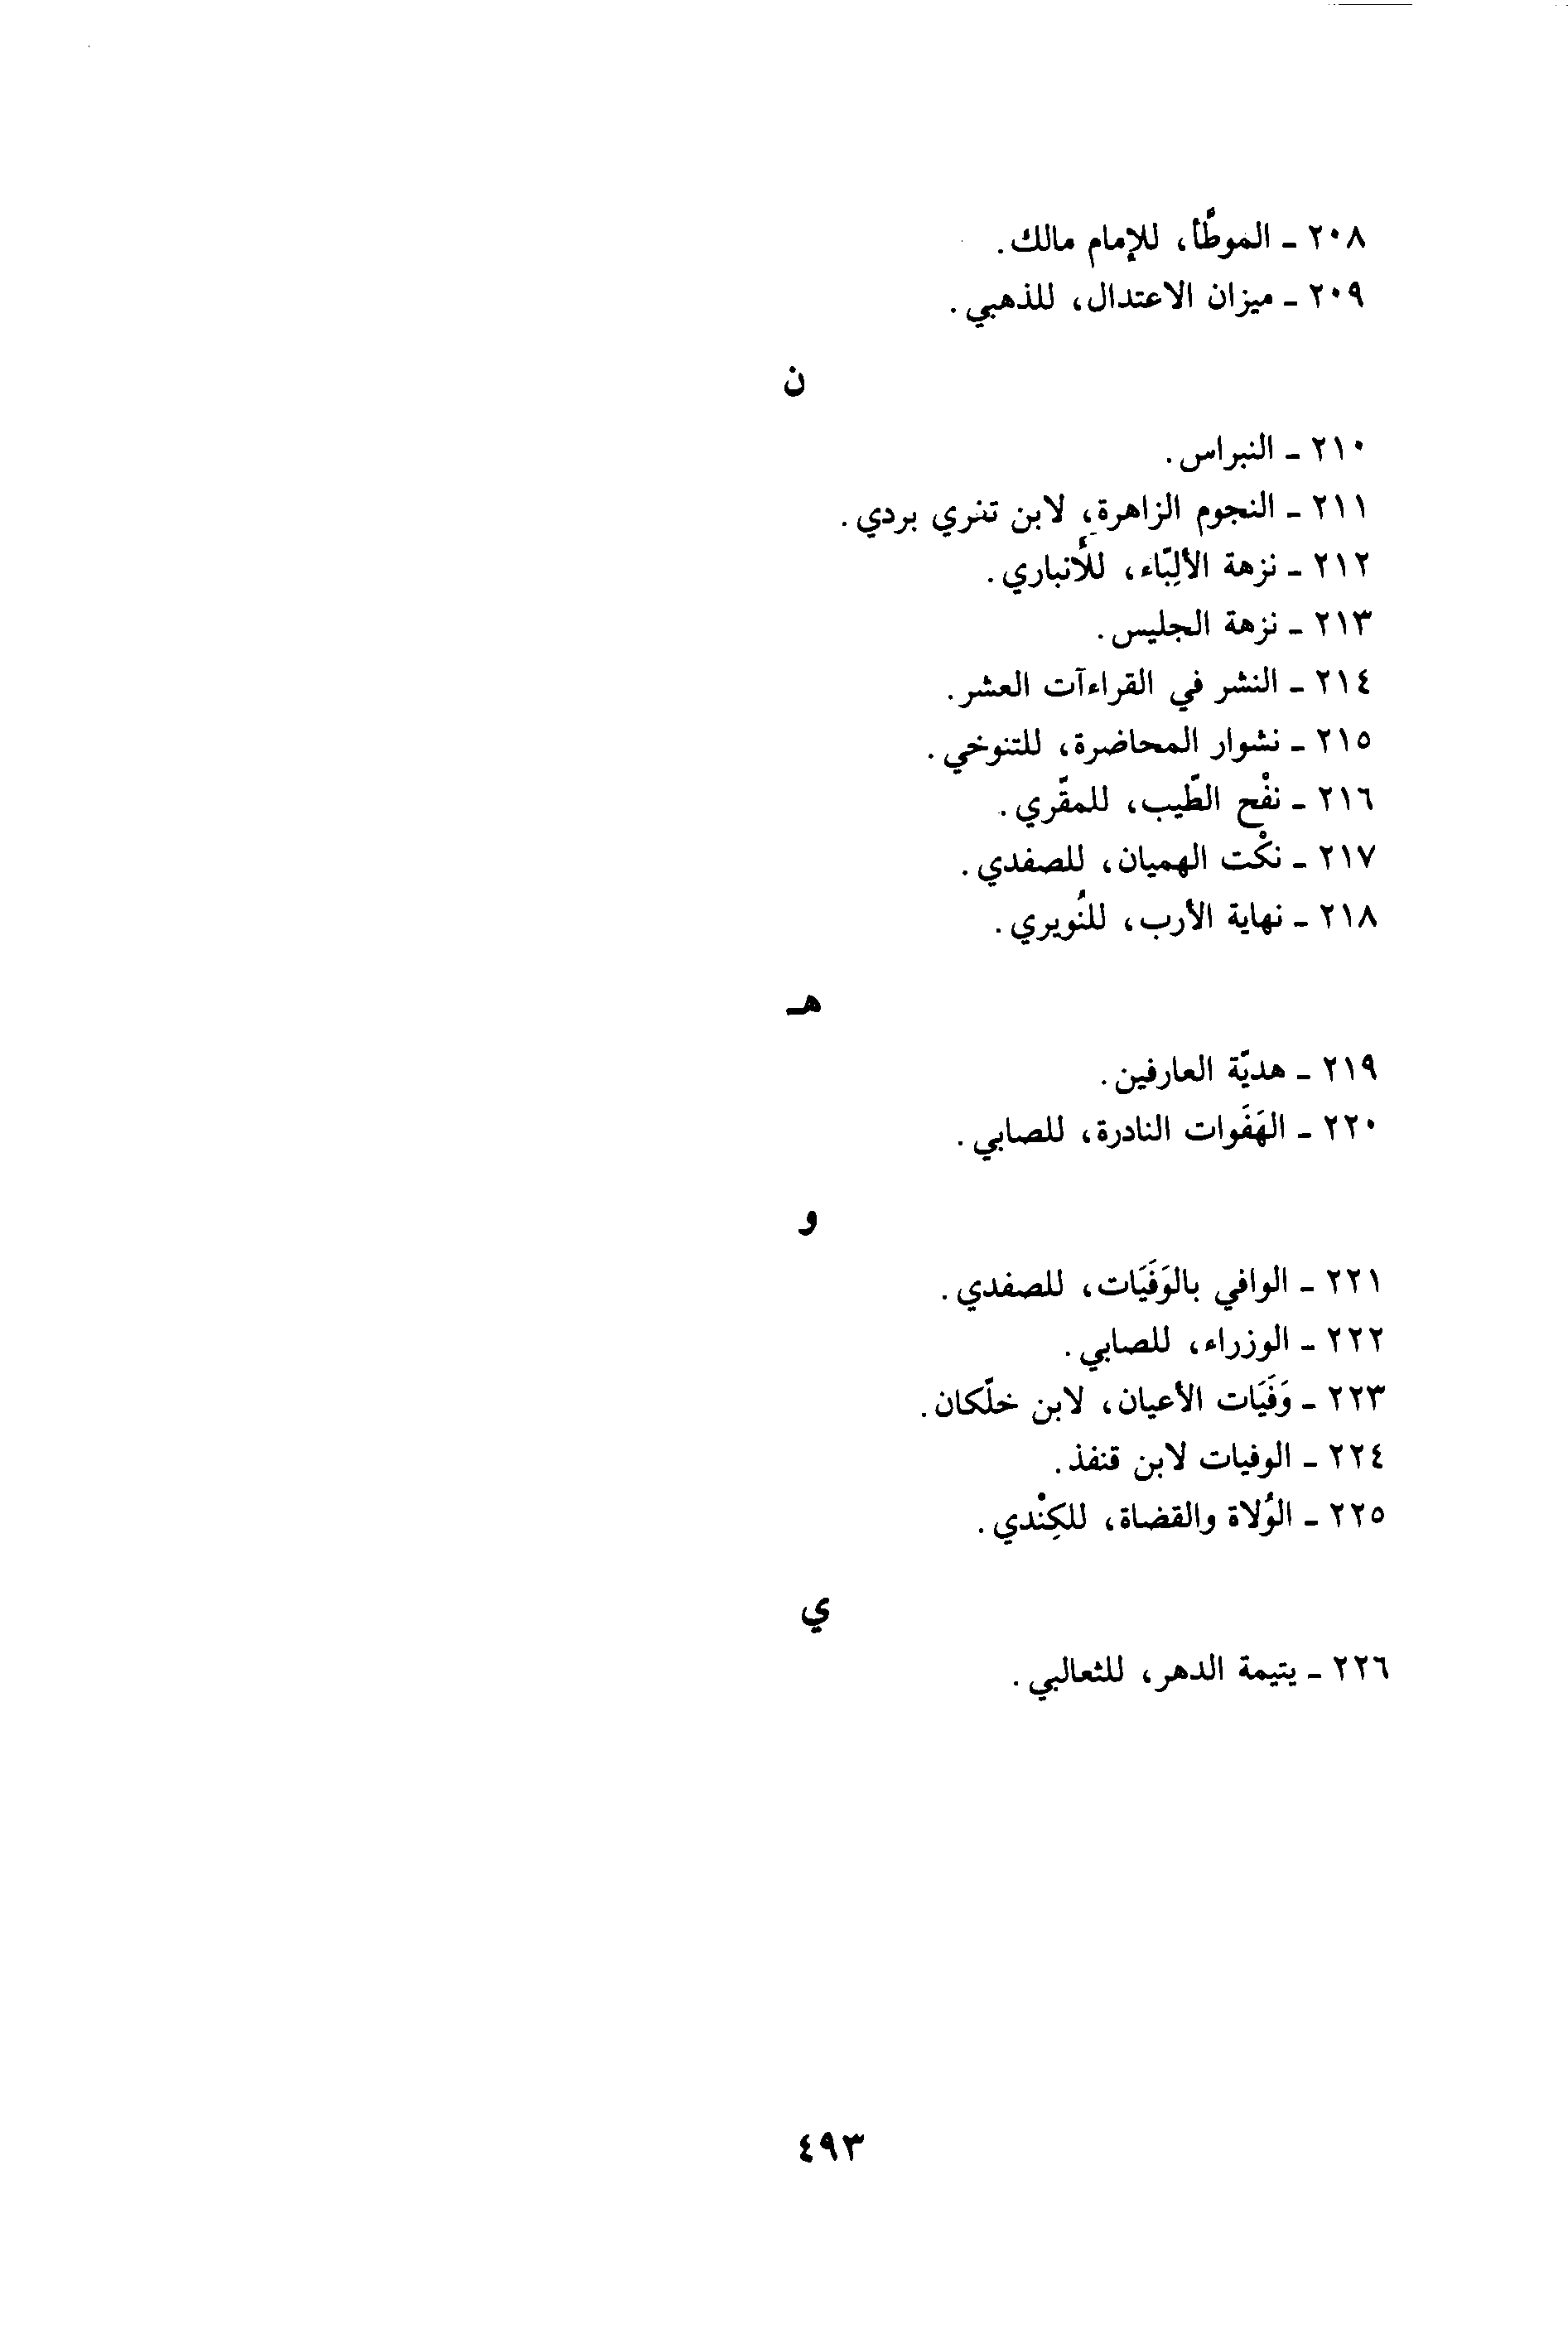 ٢٠٨ - الموطَّأ، للإمام مالك.
٢٠٩ - ميزان الاعتدال، للذهبي.
ن
٢١٠ - النبراس.
٢١١ - النجوم الزاهرة، لابن تغري بردي.
٢١٢ - نزهة الألِبّاء، للأنباري.
٢١٣ - نزهة الجليس.
٢١٤ - النشر في القراءآت العشر.
٢١٥ - نشوار المحاضرة، للتنوخي.
٢١٦ - نفْح الطّيب، للمقّري.
٢١٧ - نكْت الهميان، للصفدي.
٢١٨ - نهاية الأرب، للنُويري.
هـ
٢١٩ - هديّة العارفين.
٢٢٠ - الهَفَوات النادرة، للصابي.
و
٢٢١ - الوافي بالوَفَيَات، للصفدي.
٢٢٢ - الوزراء، للصابي.
٢٢٣ - وَفَيَات الأعيان، لابن خلّكان.
٢٢٤ - الوفيات لابن قنفذ.
٢٢٥ - الوُلاة والقضاة، للكِنْدي.
ي
٢٢٦ - يتيمة الدهر، للثعالبي.
٤٩٣